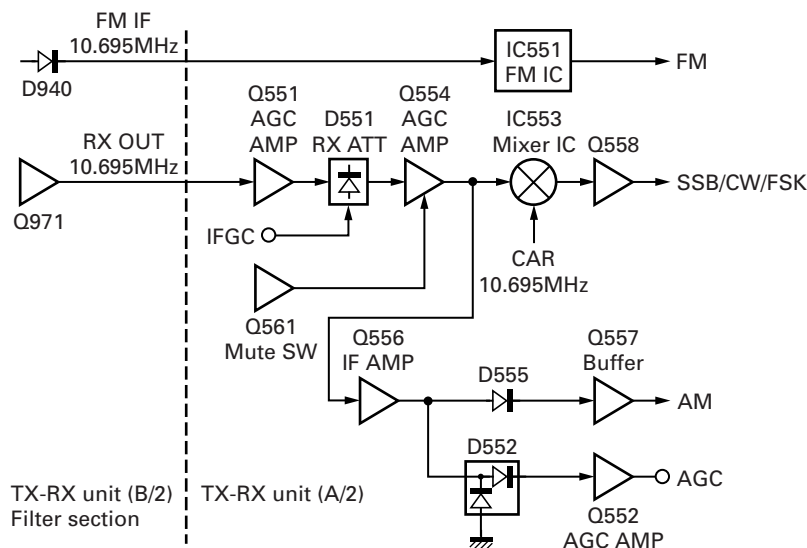 FM IF
10.695MHz
D940
IC551
FM IC
FM
RX OUT
10.695MHz
Q971
Q551
AGC
AMP
D551
RX ATT
Q554
AGC
AMP
IC553
Mixer IC
Q558
SSB/CW/FSK
IFGC
CAR
10.695MHz
Q561
Mute SW
Q556
IF AMP
D555
Q557
Buffer
AM
D552
AGC
Q552
AGC AMP
TX-RX unit (B/2)
Filter section
TX-RX unit (A/2)